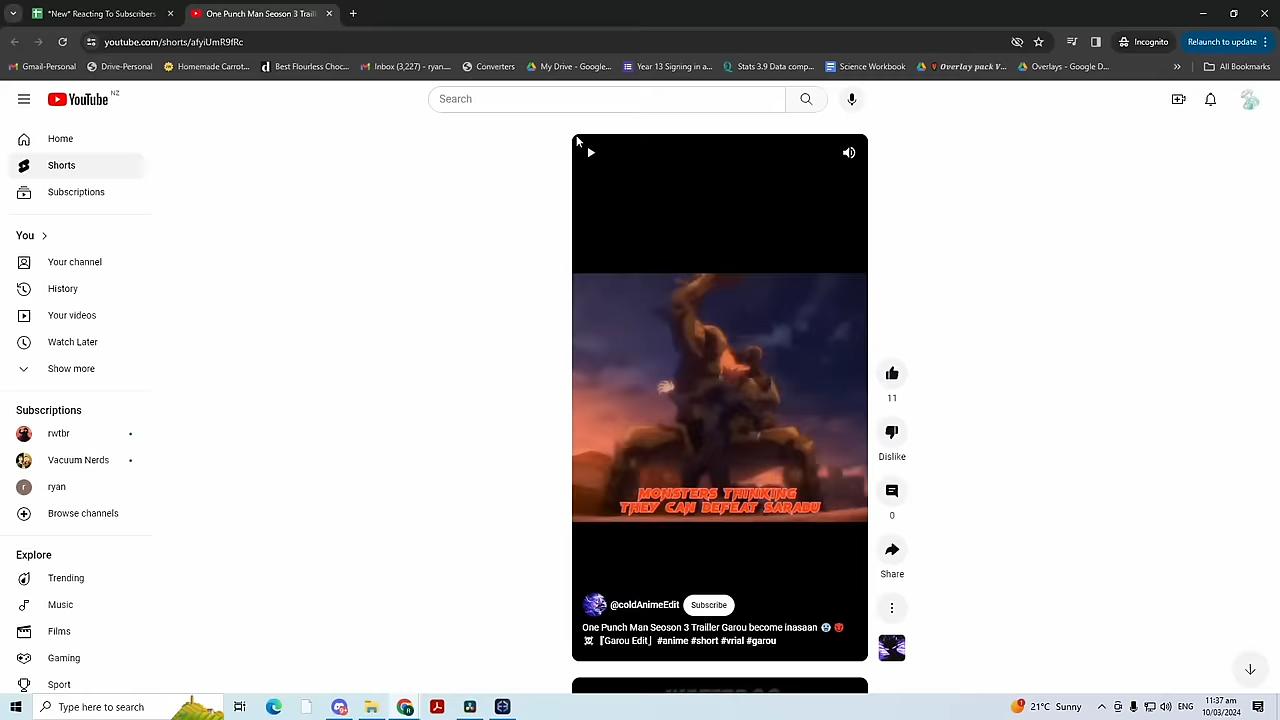 *New* Reacting To Subscribers
One Punch Man Seoson 3 Traill
youtube.com/shorts/afyiUmR9fRc
Incognito
Relaunch to update
Gmail-Personal
Drive-Personal
Homemade Carrot...
Best Flourless Choc...
Inbox (3,227) - ryan....
Converters
My Drive - Google...
Year 13 Signing in a...
Stats 3.9 Data comp...
Science Workbook
Overlay pack V...
Overlays - Google D...
All Bookmarks
YouTube NZ
Search
Home
Shorts
Subscriptions
You
Your channel
History
Your videos
Watch Later
Show more
Subscriptions
rwtbr
Vacuum Nerds
r
ryan
Browse channels
Explore
Trending
Music
Films
Gaming
Sport
MONSTERS THINKING
THEY CAN DEFEAT SARADU
@coldAnimeEdit Subscribe
One Punch Man Seoson 3 Trailler Garou become inasaan
[Garou Edit] #anime #short #vrial #garou
11
Dislike
0
Share
Type here to search
21°C Sunny
ENG
11:37 am
10/03/2024